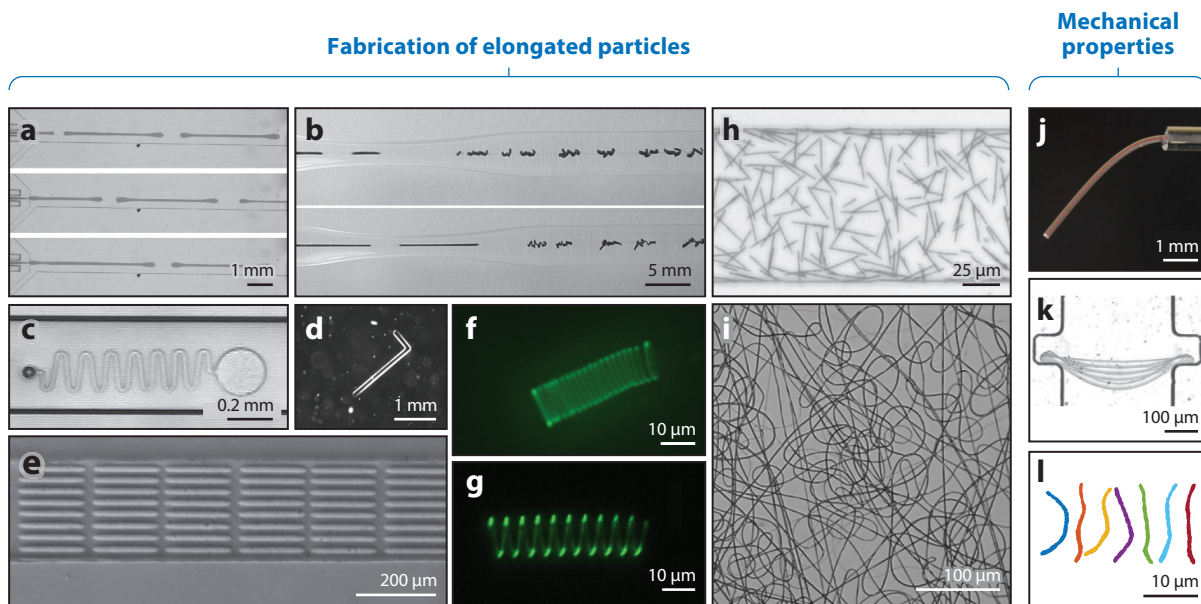 Fabrication of elongated particles
Mechanical
properties
a
1 mm
b
5 mm
h
25 µm
j
1 mm
c
0.2 mm
d
1 mm
f
10 µm
i
100 µm
k
100 µm
e
200 µm
g
10 µm
l
10 µm